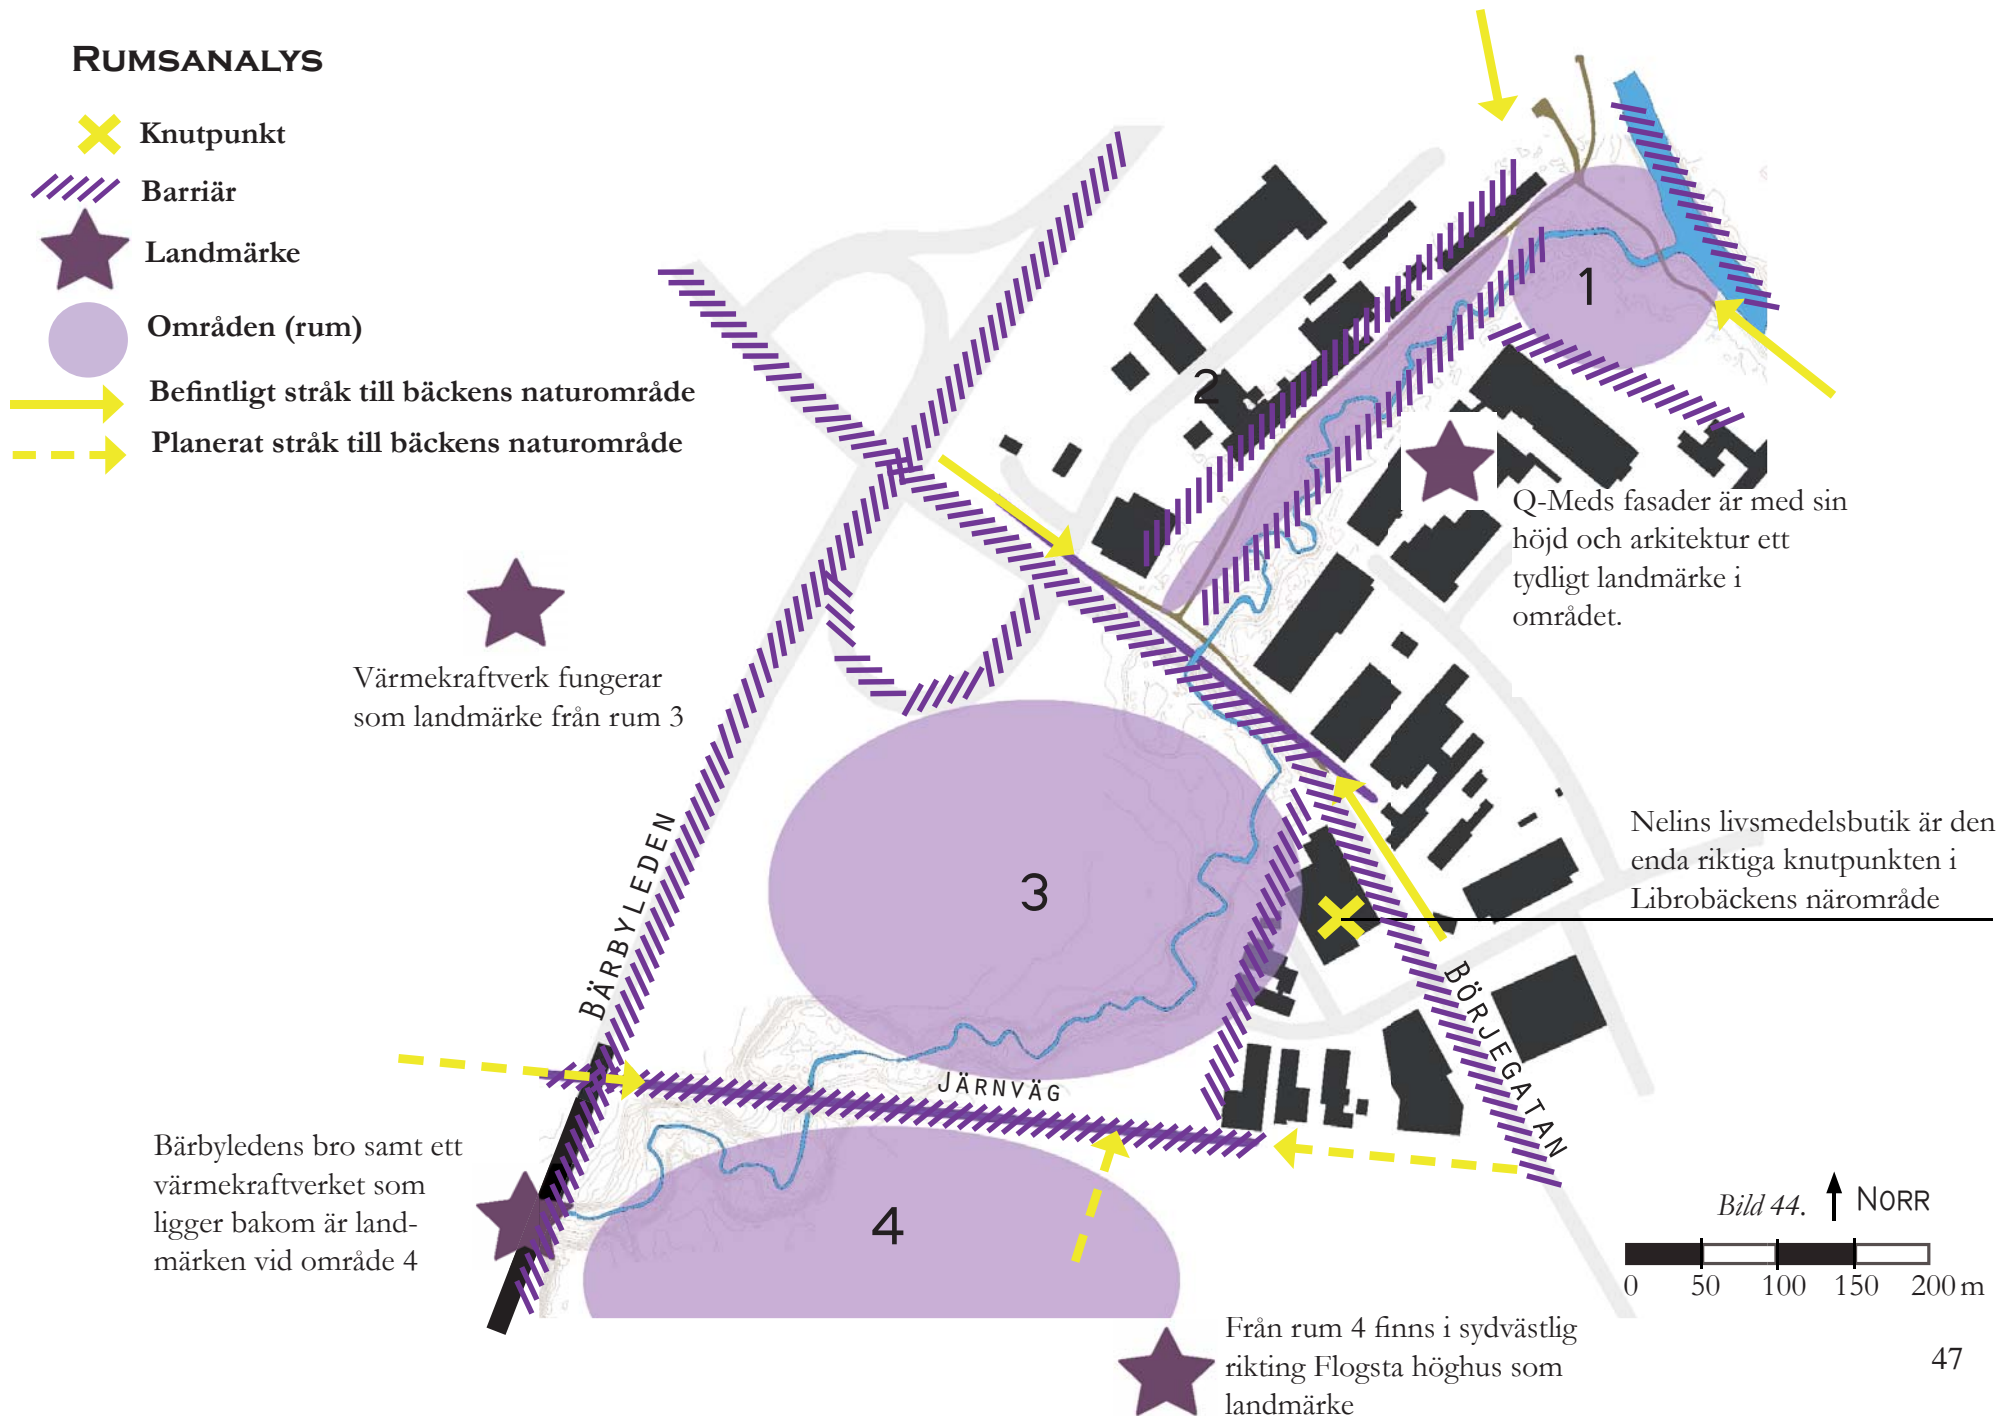 RUMSANALYS
Knutpunkt
Barriär
Landmärke
Områden (rum)
Befintligt stråk till bäckens naturområde
Planerat stråk till bäckens naturområde
1
2
Q-Meds fasader är med sin
höjd och arkitektur ett
tydligt landmärke i
området.
Värmekraftverk fungerar
som landmärke från rum 3
BÄRBYLEDEN
3
Nelins livsmedelsbutik är den
enda riktiga knutpunkten i
Librobäckens närområde
BÖRJEGATAN
JÄRNVÄG
Bärbyledens bro samt ett
värmekraftverket som
ligger bakom är land-
märken vid område 4
4
Bild 44.
NORR
0 50 100 150 200 m
Från rum 4 finns i sydvästlig
rikting Flogsta höghus som
landmärke
47